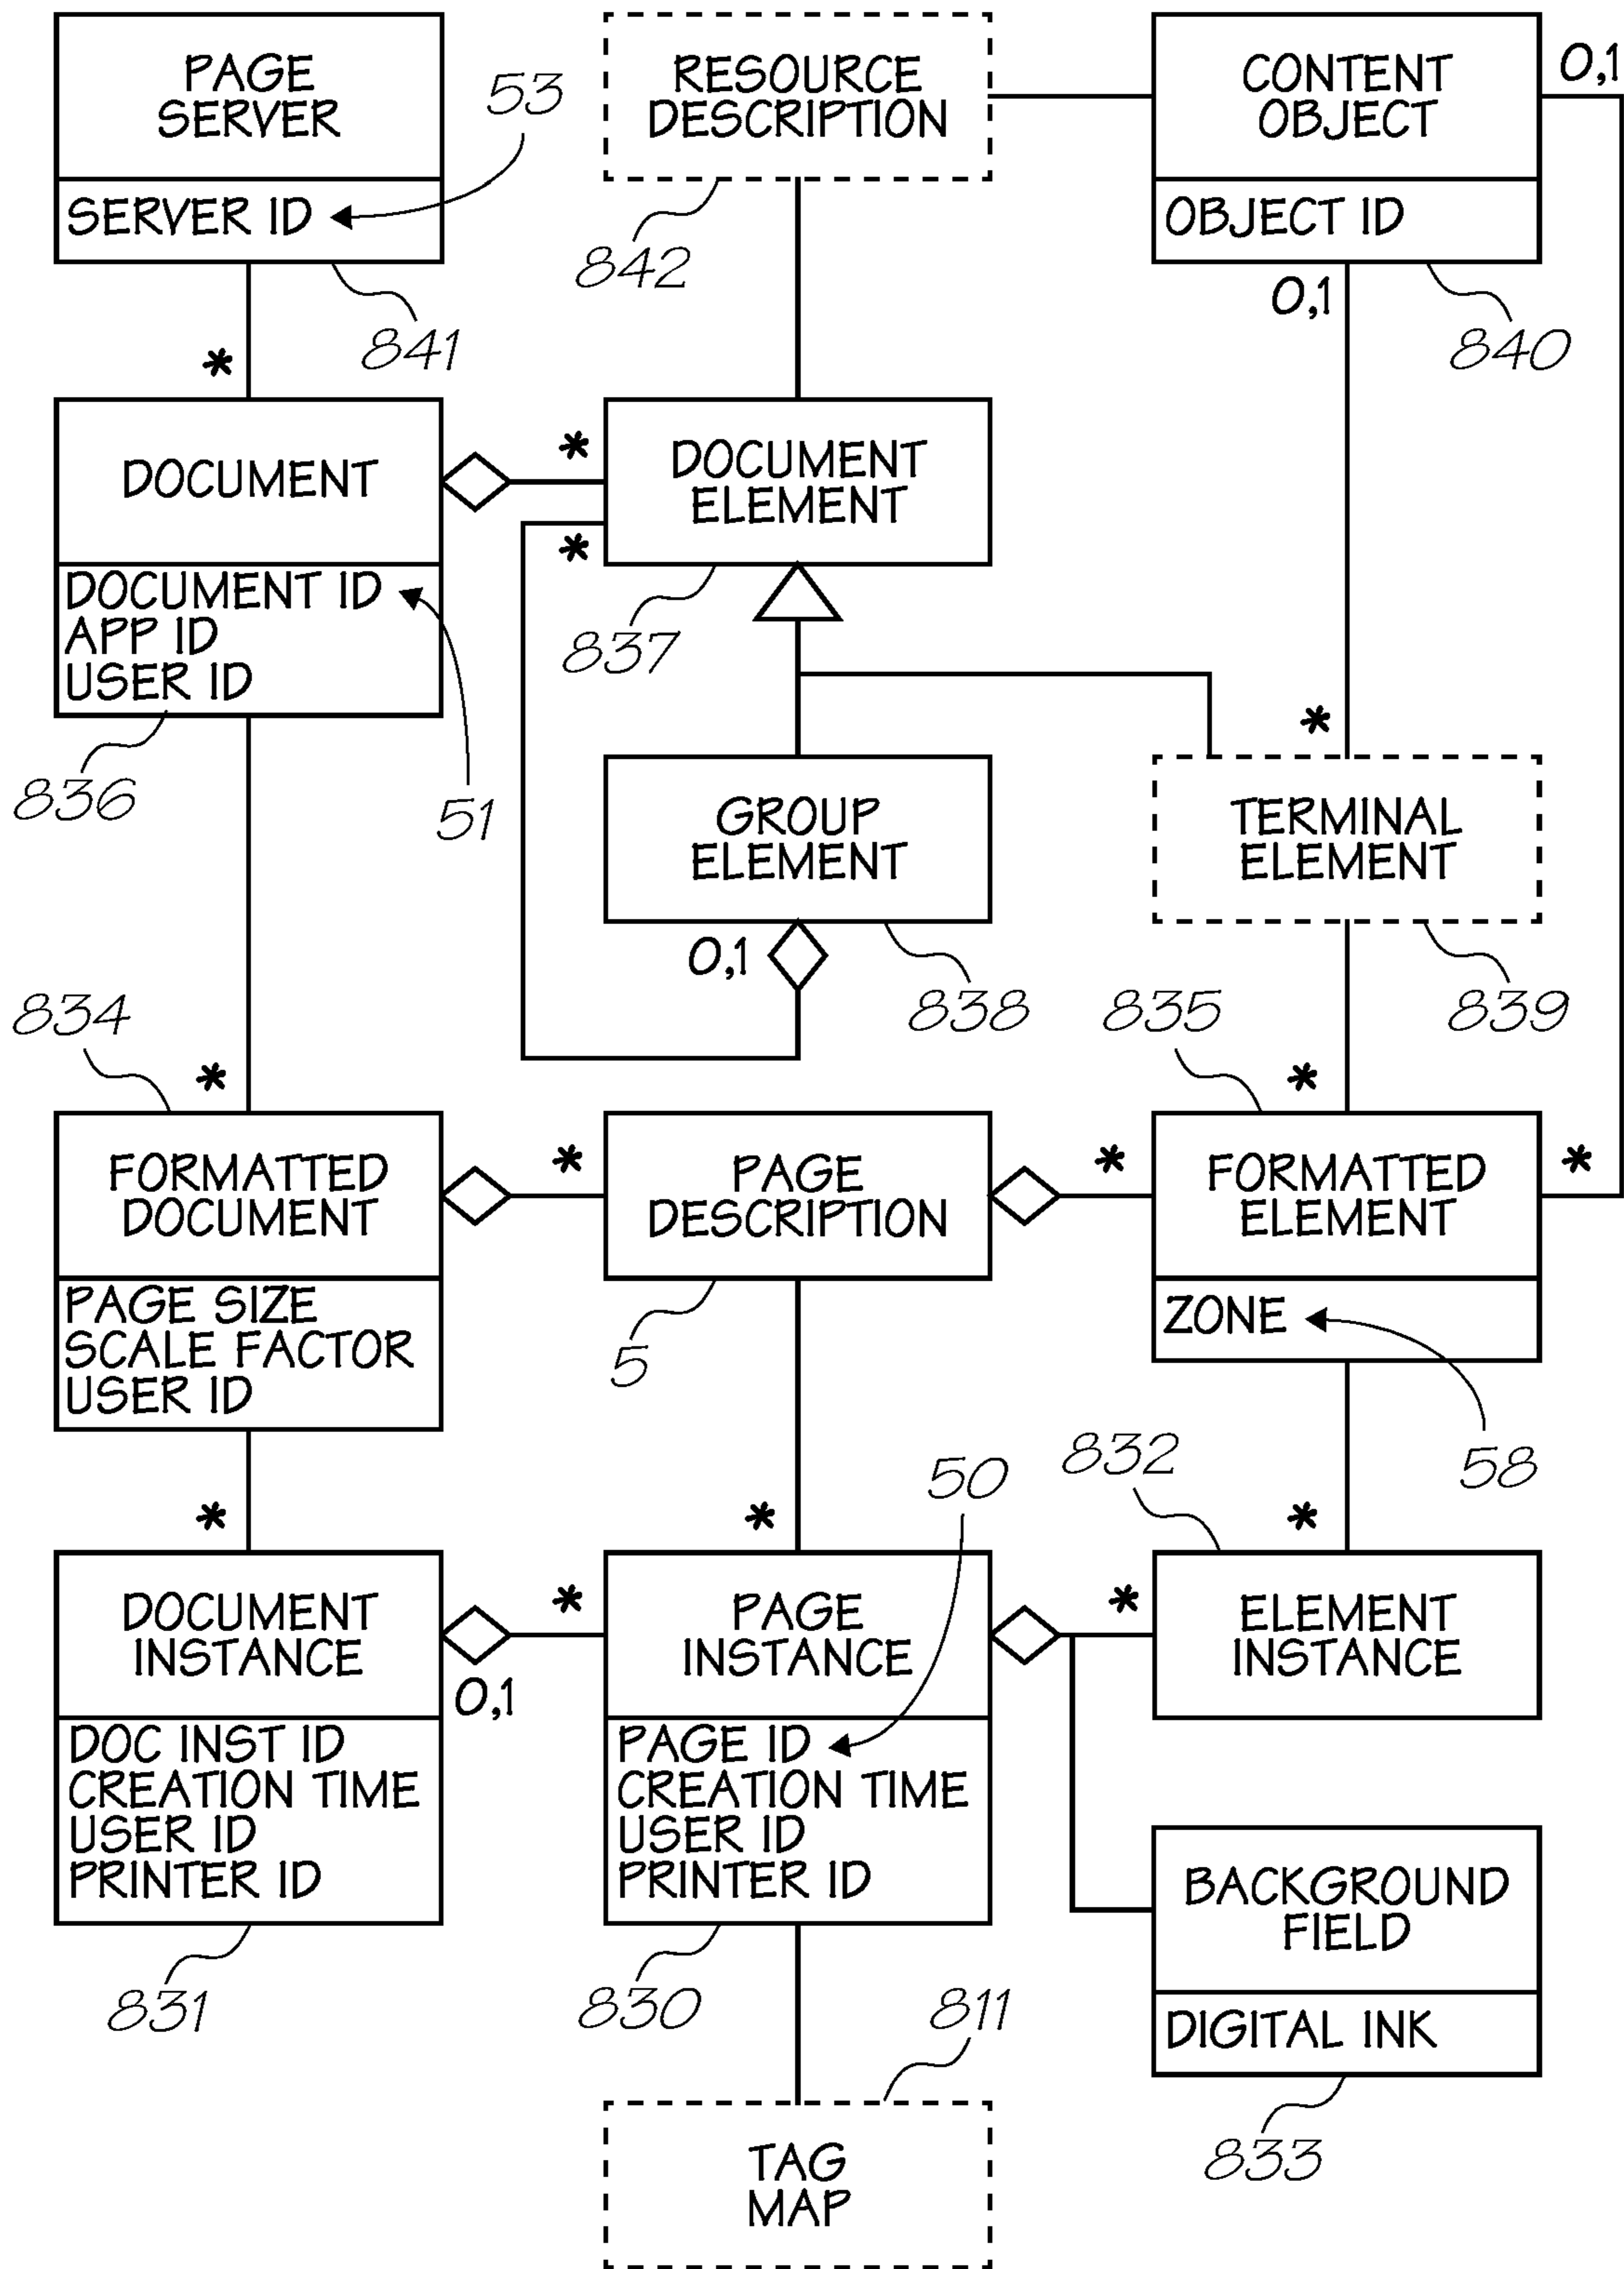 PAGE
SERVER
SERVER ID
53
841
RESOURCE
DESCRIPTION
842
CONTENT
OBJECT
OBJECT ID
0,1
0,1
840
*
DOCUMENT
DOCUMENT ID
APP ID
USER ID
836
51
*
*
DOCUMENT
ELEMENT
837
GROUP
ELEMENT
0,1
838
*
TERMINAL
ELEMENT
839
834
*
FORMATTED
DOCUMENT
PAGE SIZE
SCALE FACTOR
USER ID
*
PAGE
DESCRIPTION
5
835
*
*
*
FORMATTED
ELEMENT
ZONE
58
*
DOCUMENT
INSTANCE
DOC INST ID
CREATION TIME
USER ID
PRINTER ID
831
0,1
*
*
50
PAGE
INSTANCE
PAGE ID
CREATION TIME
USER ID
PRINTER ID
830
832
*
*
ELEMENT
INSTANCE
BACKGROUND
FIELD
DIGITAL INK
833
811
TAG
MAP